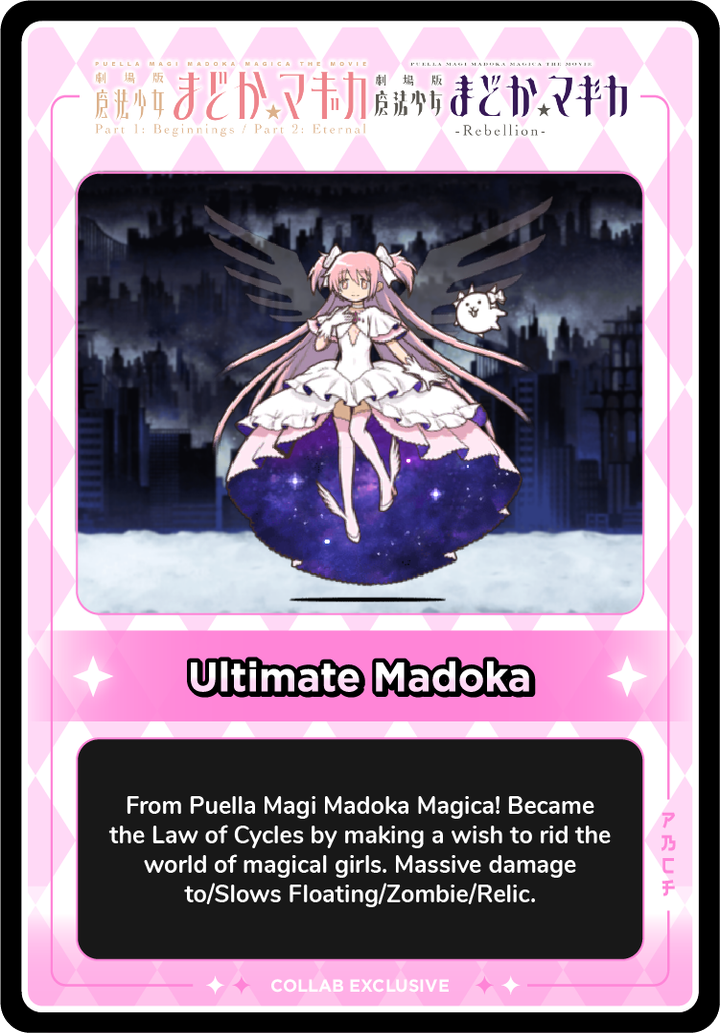 PUELLA MAGI MADOKA MAGICA THE MOVIE
劇場版
魔法少女まどか★マギカ
Part 1: Beginnings / Part 2: Eternal
PUELLA MAGI MADOKA MAGICA THE MOVIE
劇場版
魔法少女まどか★マギカ
-Rebellion-
Ultimate Madoka
From Puella Magi Madoka Magica! Became
the Law of Cycles by making a wish to rid the
world of magical girls. Massive damage
to/Slows Floating/Zombie/Relic.
COLLAB EXCLUSIVE